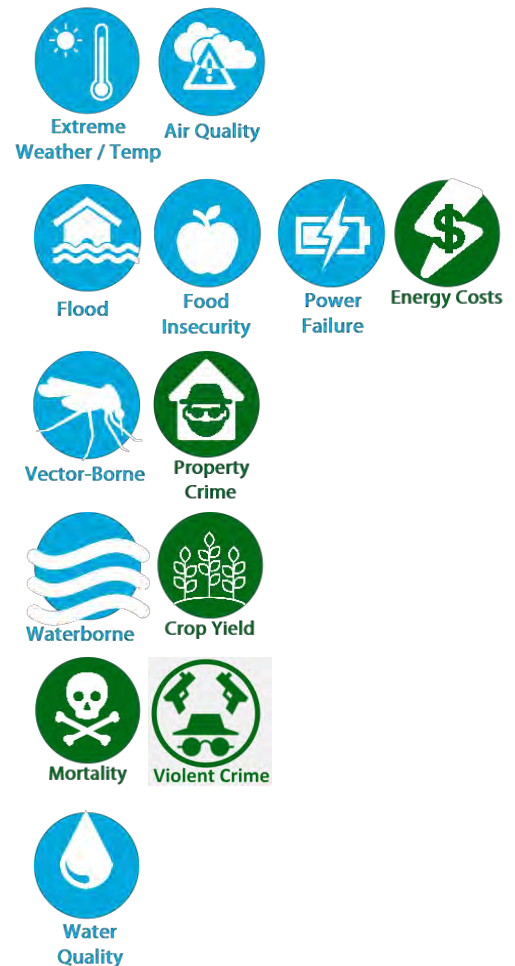 Extreme
Weather / Temp
Air Quality
Flood
Food
Insecurity
Power
Failure
$
Energy Costs
Vector-Borne
Property
Crime
Waterborne
Crop Yield
Mortality
Violent Crime
Water
Quality